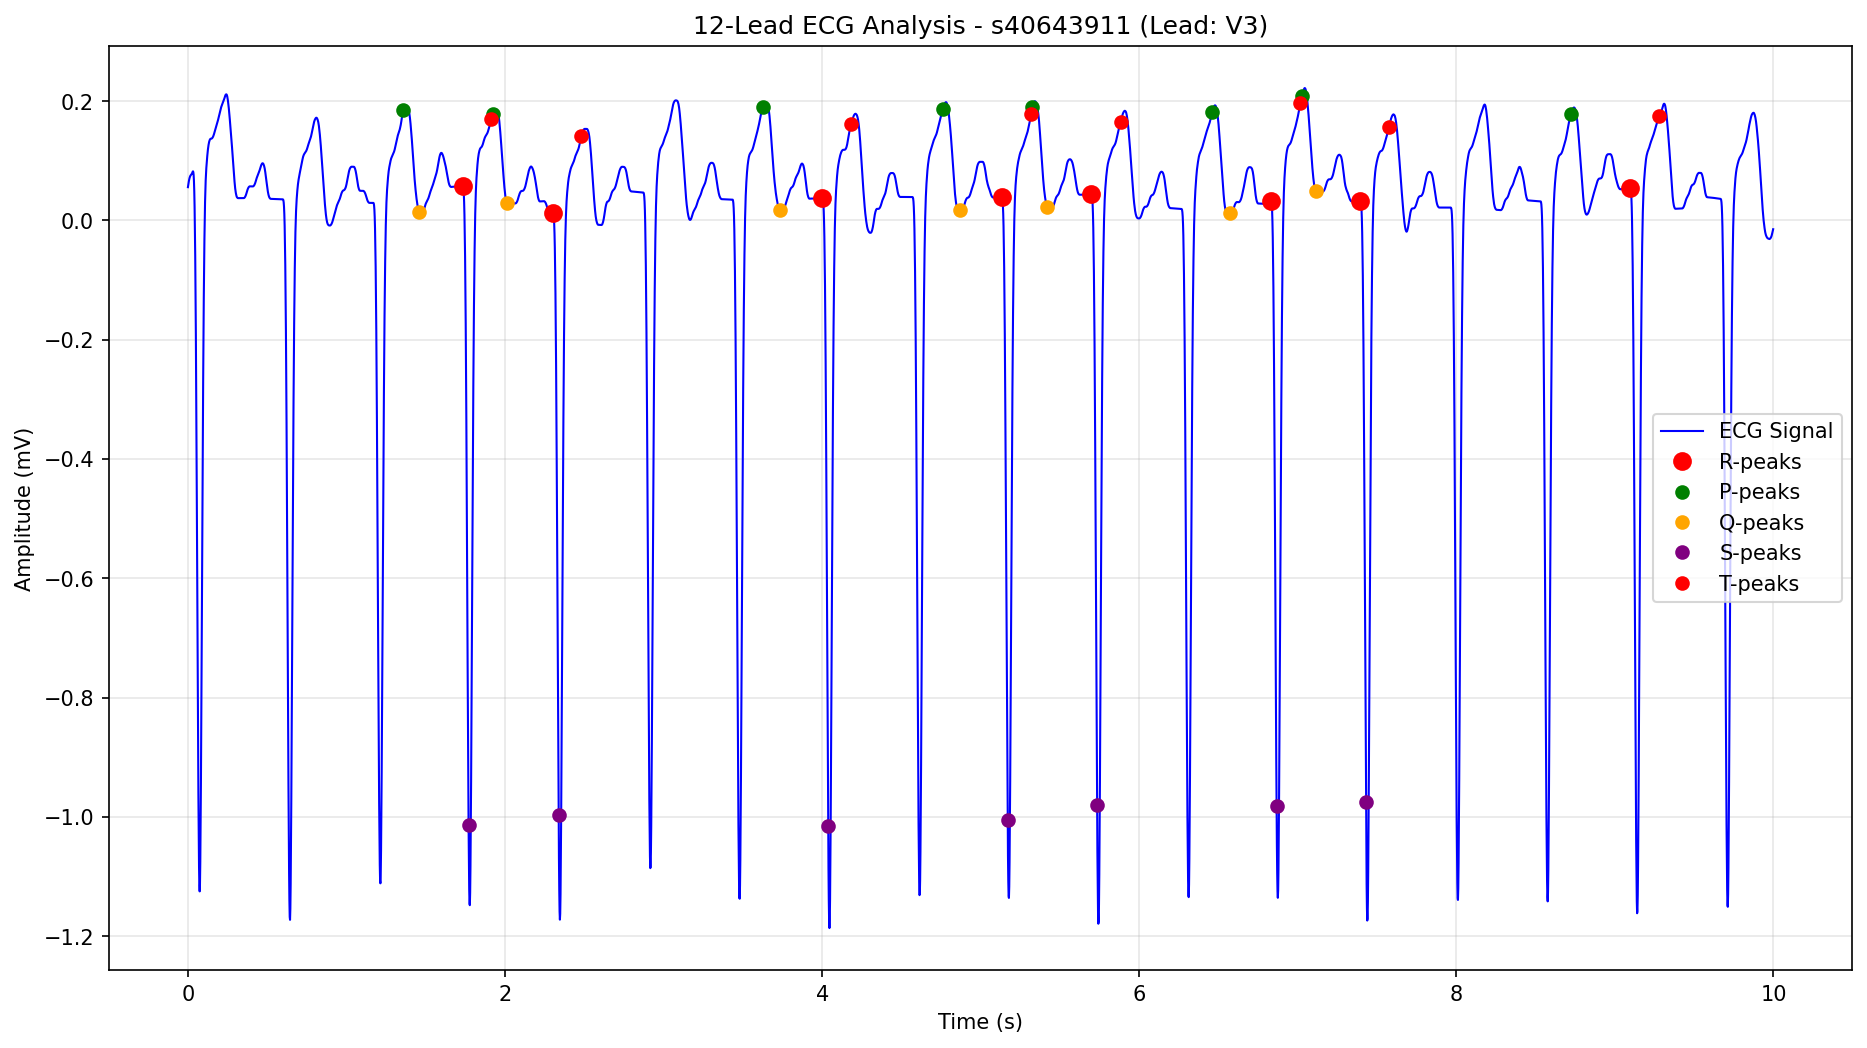 12-Lead ECG Analysis - s40643911 (Lead: V3)
0.2
0.0
−0.2
−0.4
−0.6
−0.8
−1.0
−1.2
Amplitude (mV)
ECG Signal
R-peaks
P-peaks
Q-peaks
S-peaks
T-peaks
0 2 4 6 8 10
Time (s)